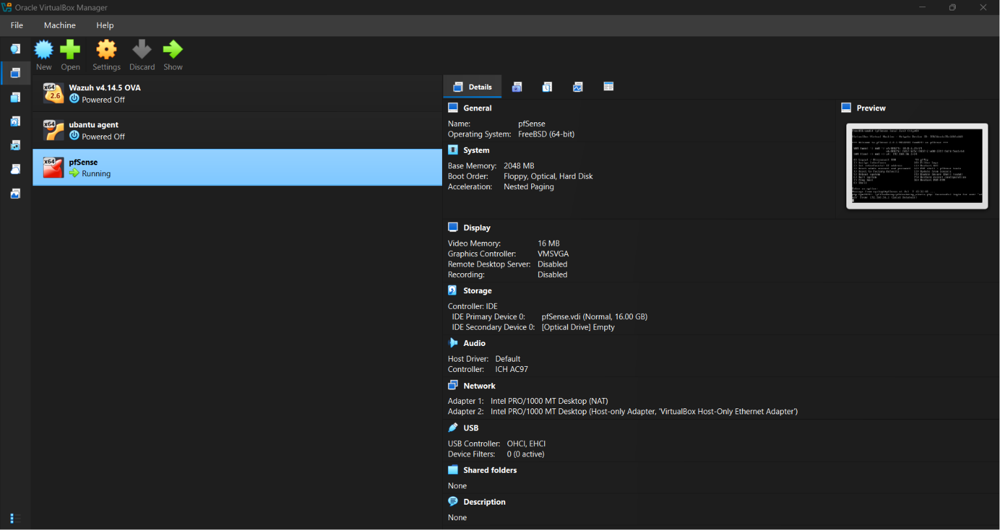 Oracle VirtualBox Manager
File Machine Help
New Open Settings Discard Show
x64 2.6 Wazuh v4.14.5 OVA
Powered Off
x64 ubantu agent
Powered Off
x64 pfSense
Running
Details
General
Name: pfSense
Operating System: FreeBSD (64-bit)
System
Base Memory: 2048 MB
Boot Order: Floppy, Optical, Hard Disk
Acceleration: Nested Paging
Preview
Display
Video Memory: 16 MB
Graphics Controller: VMSVGA
Remote Desktop Server: Disabled
Recording: Disabled
Storage
Controller: IDE
IDE Primary Device 0: pfSense.vdi (Normal, 16.00 GB)
IDE Secondary Device 0: [Optical Drive] Empty
Audio
Host Driver: Default
Controller: ICH AC97
Network
Adapter 1: Intel PRO/1000 MT Desktop (NAT)
Adapter 2: Intel PRO/1000 MT Desktop (Host-only Adapter, 'VirtualBox Host-Only Ethernet Adapter')
USB
USB Controller: OHCI, EHCI
Device Filters: 0 (0 active)
Shared folders
None
Description
None